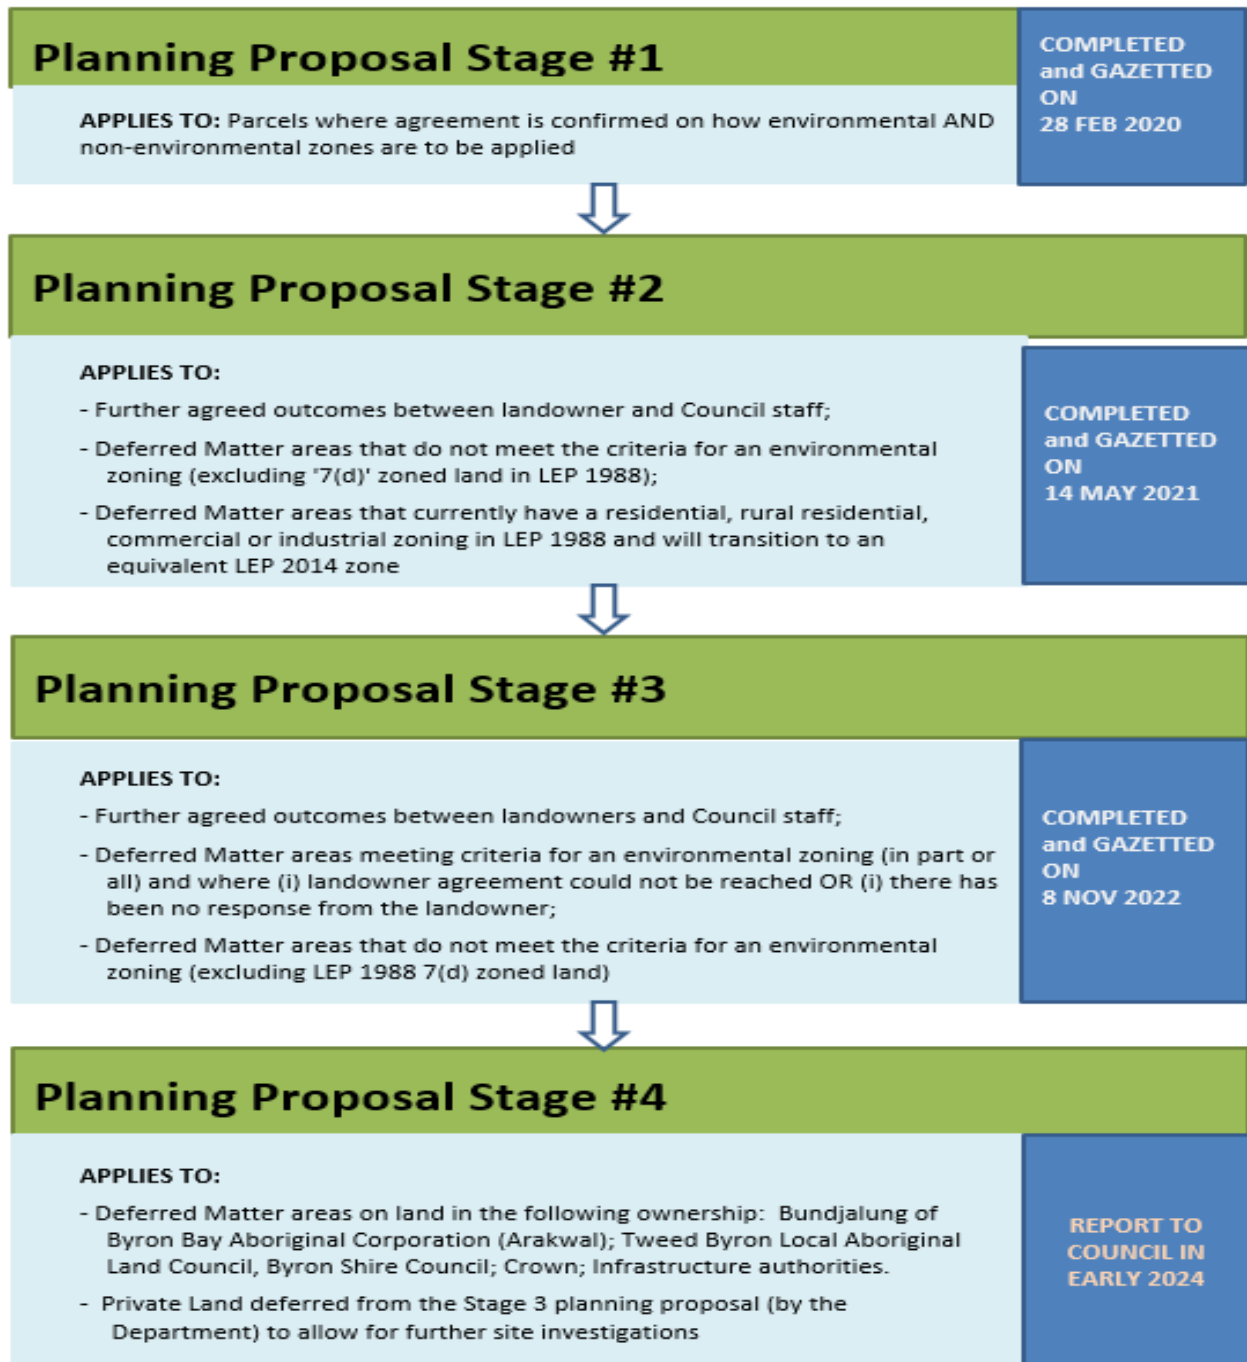 Planning Proposal Stage #1
COMPLETED
and GAZETTED
ON
28 FEB 2020
APPLIES TO: Parcels where agreement is confirmed on how environmental AND
non-environmental zones are to be applied
Planning Proposal Stage #2
APPLIES TO:
- Further agreed outcomes between landowner and Council staff;
- Deferred Matter areas that do not meet the criteria for an environmental
zoning (excluding '7(d)' zoned land in LEP 1988);
- Deferred Matter areas that currently have a residential, rural residential,
commercial or industrial zoning in LEP 1988 and will transition to an
equivalent LEP 2014 zone
COMPLETED
and GAZETTED
ON
14 MAY 2021
Planning Proposal Stage #3
APPLIES TO:
- Further agreed outcomes between landowners and Council staff;
- Deferred Matter areas meeting criteria for an environmental zoning (in part or
all) and where (i) landowner agreement could not be reached OR (i) there has
been no response from the landowner;
- Deferred Matter areas that do not meet the criteria for an environmental
zoning (excluding LEP 1988 7(d) zoned land)
COMPLETED
and GAZETTED
ON
8 NOV 2022
Planning Proposal Stage #4
APPLIES TO:
- Deferred Matter areas on land in the following ownership: Bundjalung of
Byron Bay Aboriginal Corporation (Arakwal); Tweed Byron Local Aboriginal
Land Council, Byron Shire Council; Crown; Infrastructure authorities.
- Private Land deferred from the Stage 3 planning proposal (by the
Department) to allow for further site investigations
REPORT TO
COUNCIL IN
EARLY 2024